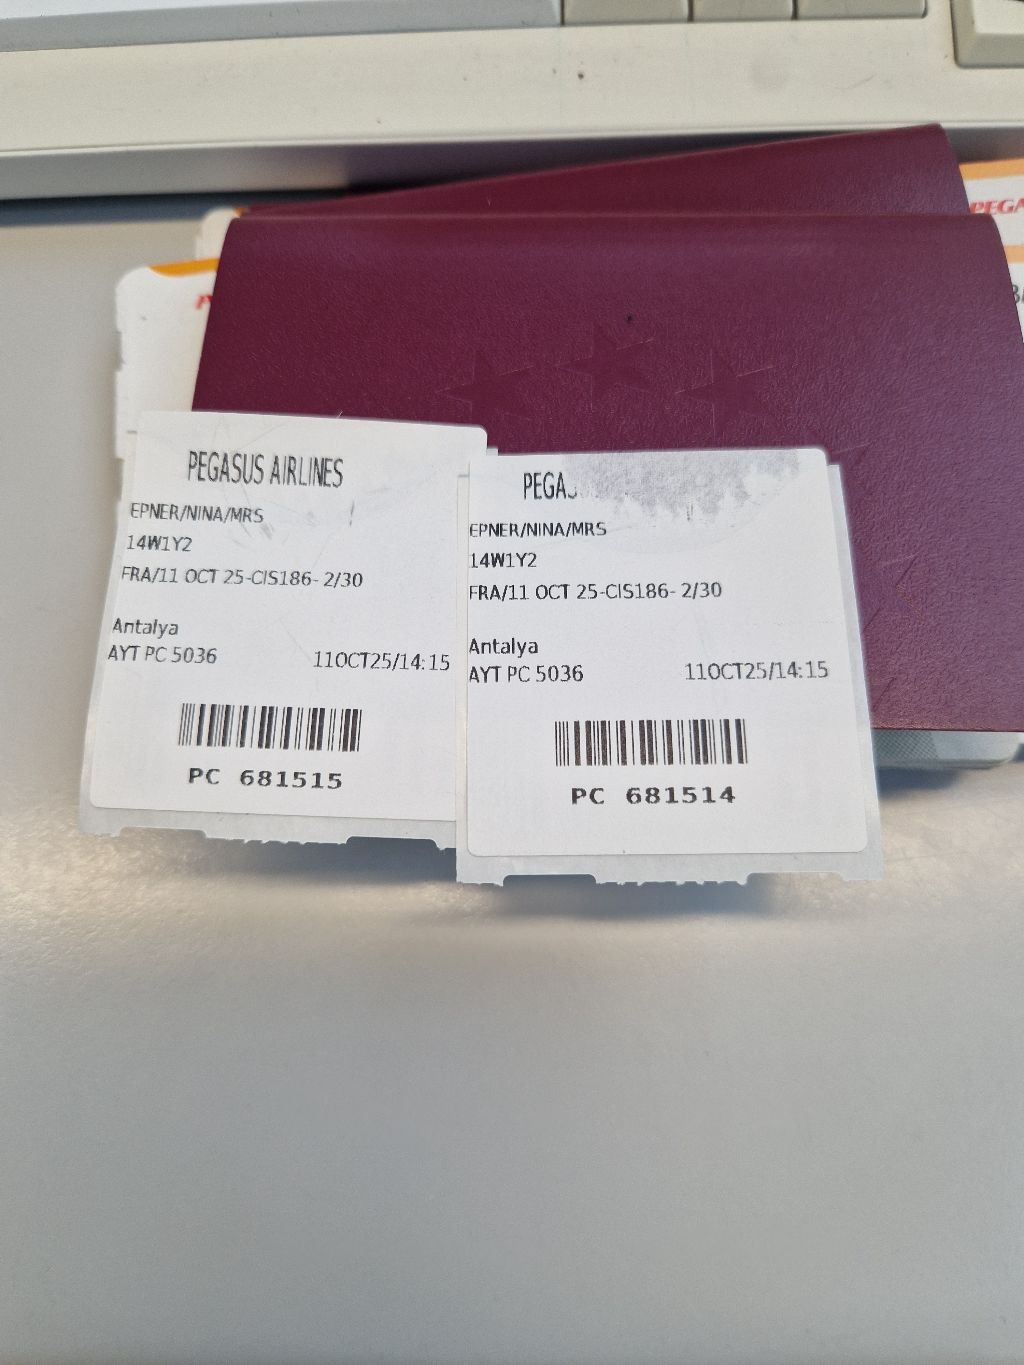 PEGASUS AIRLINES
EPNER/NINA/MRS
14W1Y2
FRA/11 OCT 25-CIS186- 2/30
Antalya
AYT PC 5036 11OCT25/14:15
PC 681515
EPNER/NINA/MRS
14W1Y2
FRA/11 OCT 25-CIS186- 2/30
Antalya
AYT PC 5036 11OCT25/14:15
PC 681514